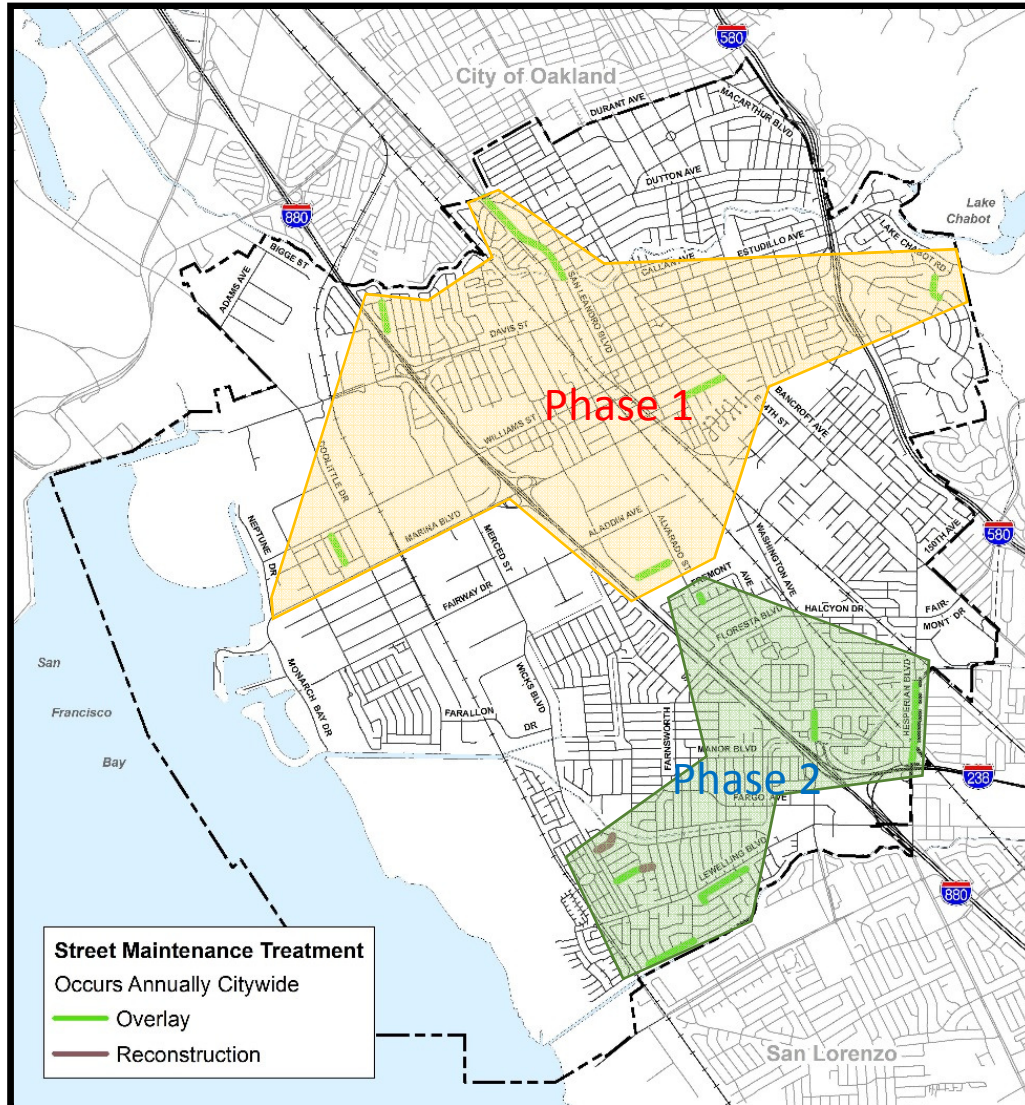 580
City of Oakland
MACARTHUR BLVD
DURANT AVE
DUTTON AVE
Lake
Chabot
880
LAKE CHABOT RD
BIGGE ST
ESTUDILLO AVE
CALLAN AVE
ADAMS AVE
SAN LEANDRO BLVD
DAVIS ST
Phase 1
BANCROFT AVE
E. 14TH ST
WILLIAMS ST
DOOLITTLE DR
NEPTUNE DR
MARINA BLVD
MERCED ST
ALADDIN AVE
ALVARADO ST
WASHINGTON AVE
150TH AVE
580
FAIRWAY DR
FREMONT AVE
HALCYON DR
FAIR-
MONT DR
FLORESTA BLVD
San
Francisco
Bay
MONARCH BAY DR
WICKS BLVD
FARALLON
DR
FARNSWORTH
HESPERIAN BLVD
MANOR BLVD
Phase 2
238
FARGO AVE
LEWELLING BLVD
880
Street Maintenance Treatment
Occurs Annually Citywide
Overlay
Reconstruction
San Lorenzo